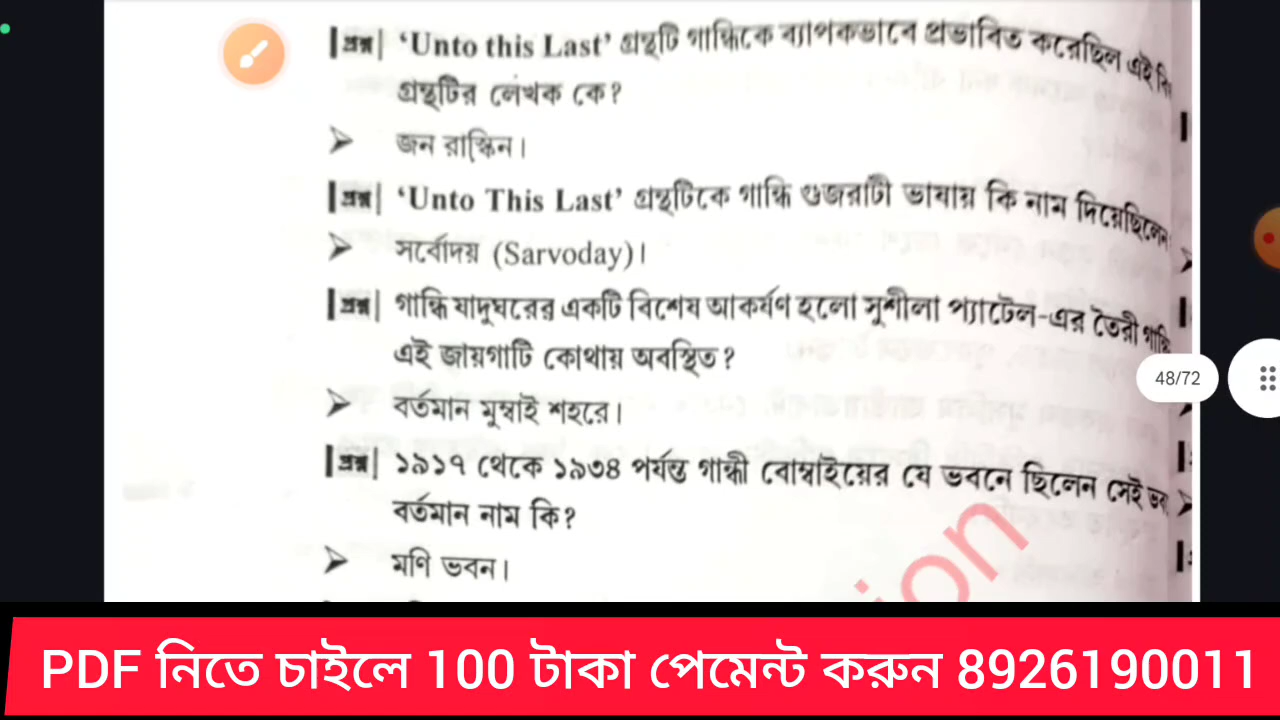 |প্রশ্ন| ‘Unto this Last’ গ্রন্থটি গান্ধিকে ব্যাপকভাবে প্রভাবিত করেছিল এই
গ্রন্থটির লেখক কে?
➤ জন রাস্কিন।
|প্রশ্ন| ‘Unto This Last’ গ্রন্থটিকে গান্ধি গুজরাটী ভাষায় কি নাম দিয়েছিলেন
➤ সর্বোদয় (Sarvoday)।
|প্রশ্ন| গান্ধি যাদুঘরের একটি বিশেষ আকর্ষণ হলো সুশীলা প্যাটেল-এর তৈরী গান্ধি
এই জায়গাটি কোথায় অবস্থিত?
➤ বর্তমান মুম্বাই শহরে।
|প্রশ্ন| ১৯১৭ থেকে ১৯৩৪ পর্যন্ত গান্ধী বোম্বাইয়ের যে ভবনে ছিলেন সেই
বর্তমান নাম কি?
➤ মণি ভবন।
48/72
PDF নিতে চাইলে 100 টাকা পেমেন্ট করুন 8926190011